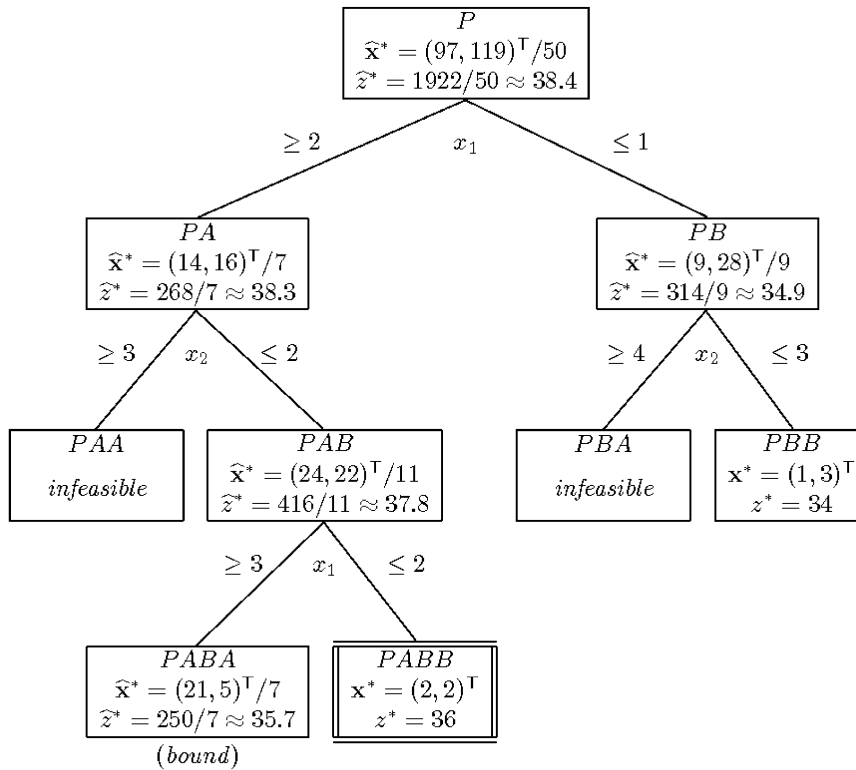 P
x̂* = (97, 119)ᵀ/50
ẑ* = 1922/50 ≈ 38.4
≥ 2 x₁ ≤ 1
PA
x̂* = (14, 16)ᵀ/7
ẑ* = 268/7 ≈ 38.3
PB
x̂* = (9, 28)ᵀ/9
ẑ* = 314/9 ≈ 34.9
≥ 3 x₂ ≤ 2
≥ 4 x₂ ≤ 3
PAA
infeasible
PAB
x̂* = (24, 22)ᵀ/11
ẑ* = 416/11 ≈ 37.8
PBA
infeasible
PBB
x* = (1, 3)ᵀ
z* = 34
≥ 3 x₁ ≤ 2
PABA
x̂* = (21, 5)ᵀ/7
ẑ* = 250/7 ≈ 35.7
(bound)
PABB
x* = (2, 2)ᵀ
z* = 36